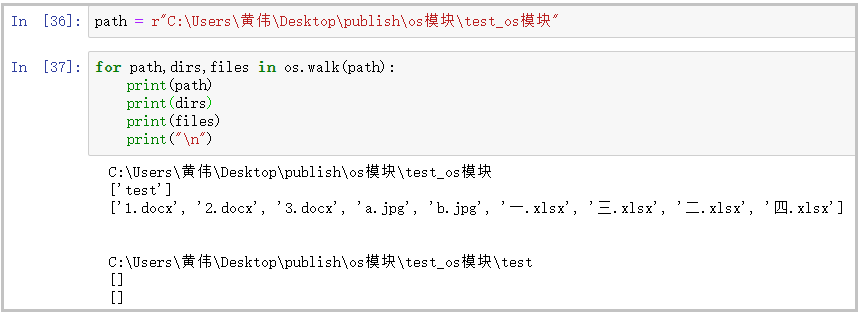 In [36]: path = r"C:\Users\黄伟\Desktop\publish\os模块\test_os模块"
In [37]: for path,dirs,files in os.walk(path):
    print(path)
    print(dirs)
    print(files)
    print("\n")
C:\Users\黄伟\Desktop\publish\os模块\test_os模块
['test']
['1.docx', '2.docx', '3.docx', 'a.jpg', 'b.jpg', '一.xlsx', '三.xlsx', '二.xlsx', '四.xlsx']
C:\Users\黄伟\Desktop\publish\os模块\test_os模块\test
[]
[]